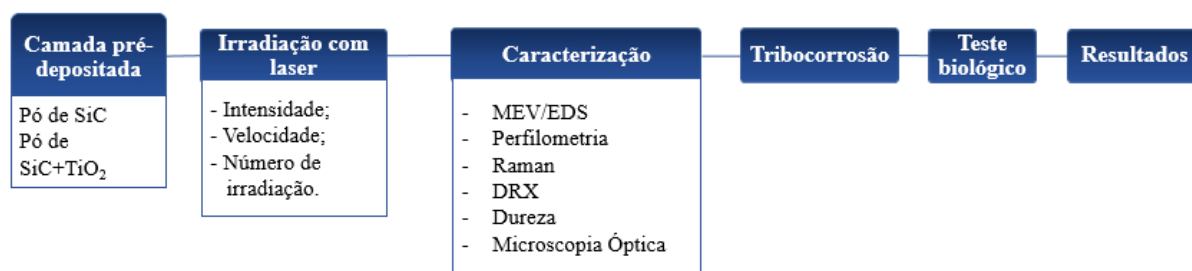 Camada pré-
depositada
Pó de SiC
Pó de
SiC+TiO₂
Irradiação com
laser
- Intensidade;
- Velocidade;
- Número de
irradiação.
Caracterização
- MEV/EDS
- Perfilometria
- Raman
- DRX
- Dureza
- Microscopia Óptica
Tribocorrosão
Teste
biológico
Resultados